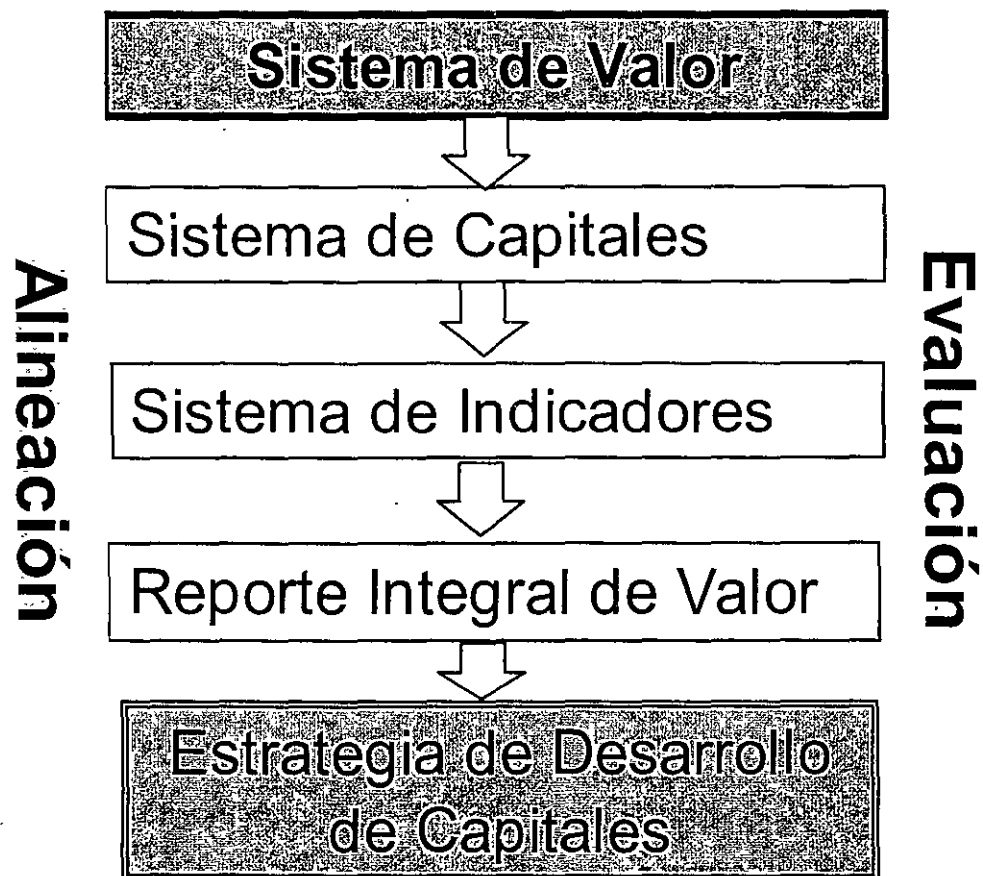 Sistema de Valor
Sistema de Capitales
Alineación
Evaluación
Sistema de Indicadores
Reporte Integral de Valor
Estrategia de Desarrollo
de Capitales